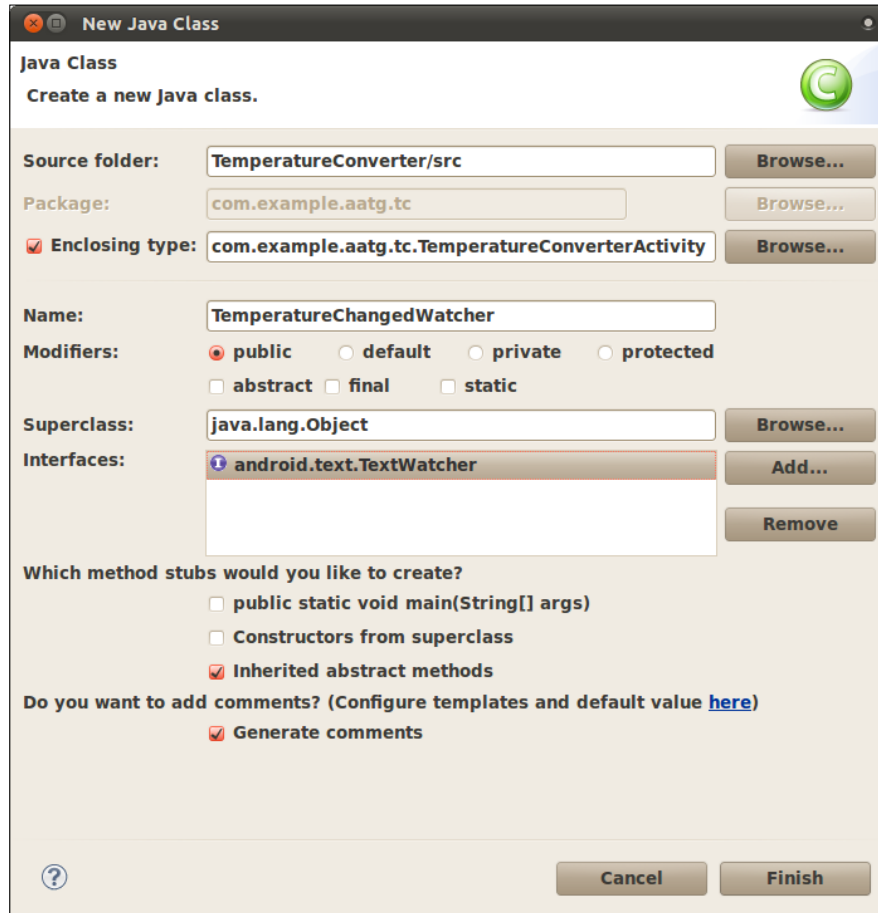 New Java Class
Java Class
Create a new Java class.
C
Source folder: TemperatureConverter/src Browse...
Package: com.example.aatg.tc Browse...
Enclosing type: com.example.aatg.tc.TemperatureConverterActivity Browse...
Name: TemperatureChangedWatcher
Modifiers: public default private protected
abstract final static
Superclass: java.lang.Object Browse...
Interfaces: I android.text.TextWatcher Add...
Remove
Which method stubs would you like to create?
public static void main(String[] args)
Constructors from superclass
Inherited abstract methods
Do you want to add comments? (Configure templates and default value here)
Generate comments
? Cancel Finish